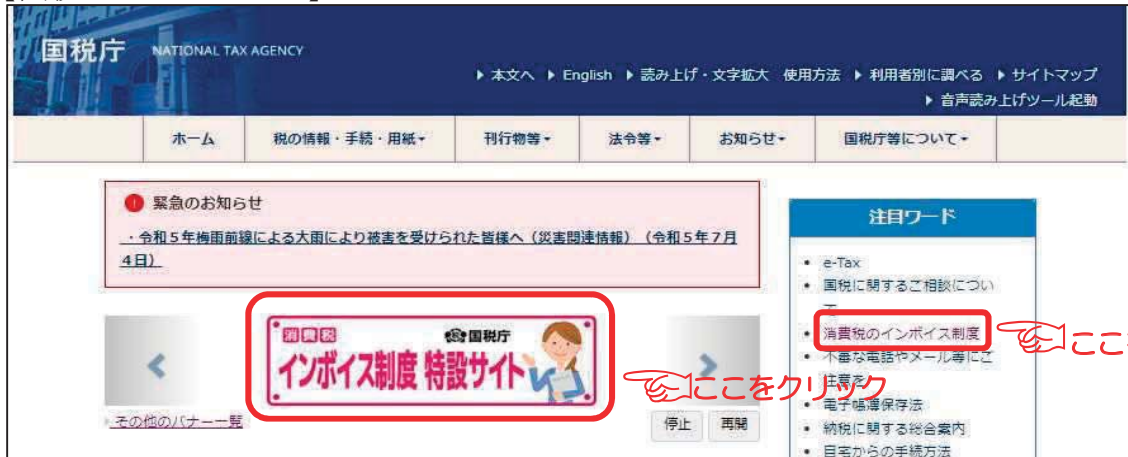 国税庁 NATIONAL TAX AGENCY
▶ 本文へ ▶ English ▶ 読み上げ・文字拡大 使用方法 ▶ 利用者別に調べる ▶ サイトマップ
▶ 音声読み上げツール起動
ホーム 税の情報・手続・用紙 刊行物等 法令等 お知らせ 国税庁等について
緊急のお知らせ
・令和5年梅雨前線による大雨により被害を受けられた皆様へ（災害関連情報）（令和5年7月
4日）
消費税 国税庁
インボイス制度 特設サイト
ここをクリック
その他のバナー一覧
停止 再開
注目ワード
• e-Tax
• 国税に関するご相談につい
て
• 消費税のインボイス制度
ここ
• 不審な電話やメール等にご
注意を
• 電子帳簿保存法
• 納税に関する総合案内
• 自宅からの手続方法